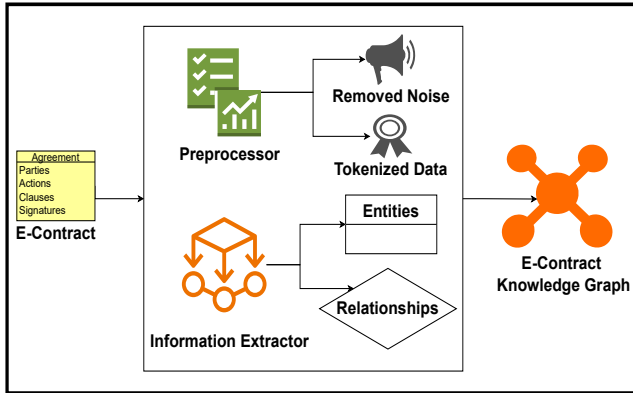 Agreement
Parties
Actions
Clauses
Signatures
E-Contract
Preprocessor
Removed Noise
Tokenized Data
Information Extractor
Entities
Relationships
E-Contract
Knowledge Graph